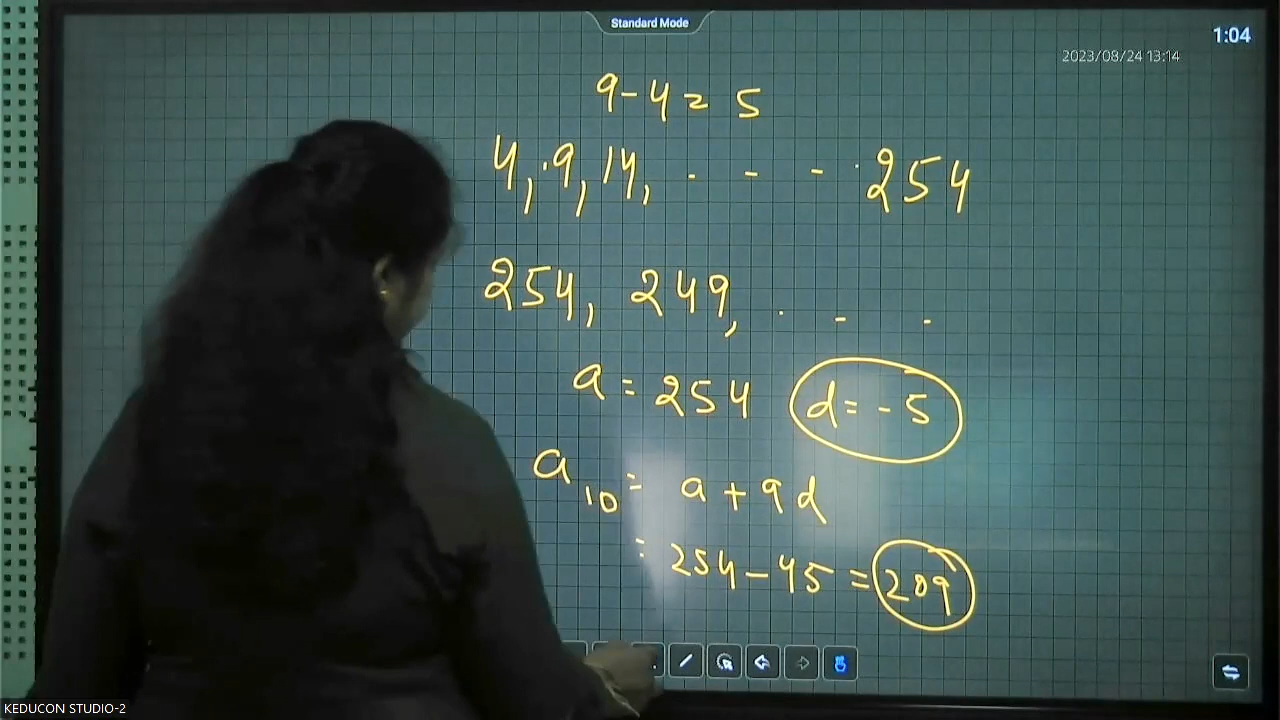 Standard Mode
1:04
2023/08/24 13:14
9-4=5
4, 9, 14, . - - . 254
254, 249, . - .
a = 254 d = -5
a10 = a + 9d
= 254 - 45 = 209
KEDUCON STUDIO-2